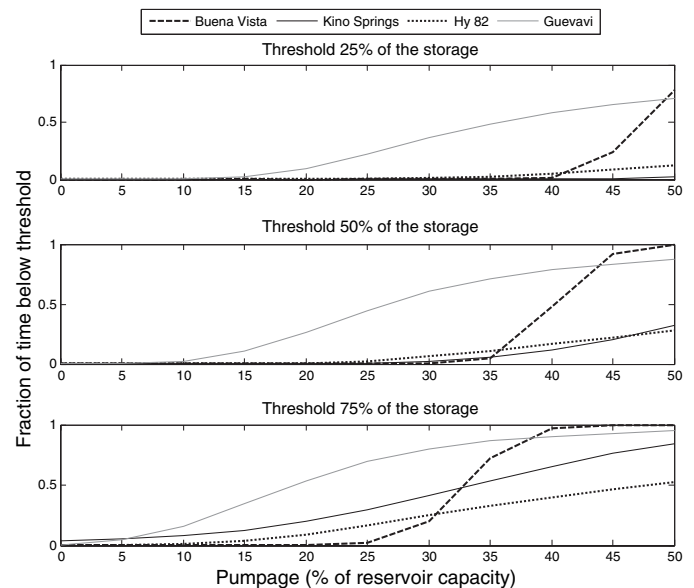 Buena Vista Kino Springs Hy 82 Guevavi
Threshold 25% of the storage
1
0.5
0
0 5 10 15 20 25 30 35 40 45 50
Threshold 50% of the storage
1
0.5
0
0 5 10 15 20 25 30 35 40 45 50
Threshold 75% of the storage
1
0.5
0
0 5 10 15 20 25 30 35 40 45 50
Fraction of time below threshold
Pumpage (% of reservoir capacity)